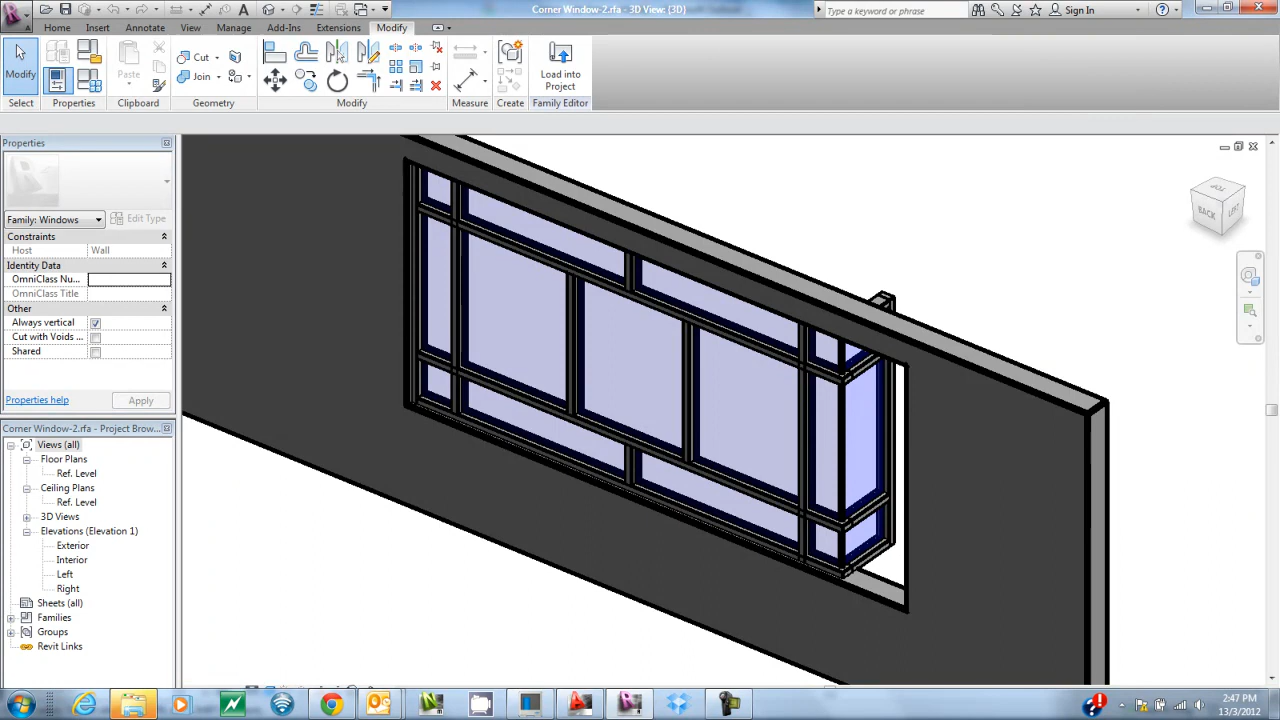 Corner Window-2.rfa - 3D View: {3D}
Type a keyword or phrase
Sign In
Home Insert Annotate View Manage Add-Ins Extensions Modify
Modify
Paste
Cut
Join
Load into
Project
Select Properties Clipboard Geometry Modify Measure Create Family Editor
Properties
Family: Windows
Edit Type
Constraints
Host Wall
Identity Data
OmniClass Nu...
OmniClass Title
Other
Always vertical
Cut with Voids ...
Shared
Properties help
Apply
Corner Window-2.rfa - Project Brow...
Views (all)
Floor Plans
Ref. Level
Ceiling Plans
Ref. Level
3D Views
Elevations (Elevation 1)
Exterior
Interior
Left
Right
Sheets (all)
Families
Groups
Revit Links
TOP
BACK
LEFT
2:47 PM
13/3/2012